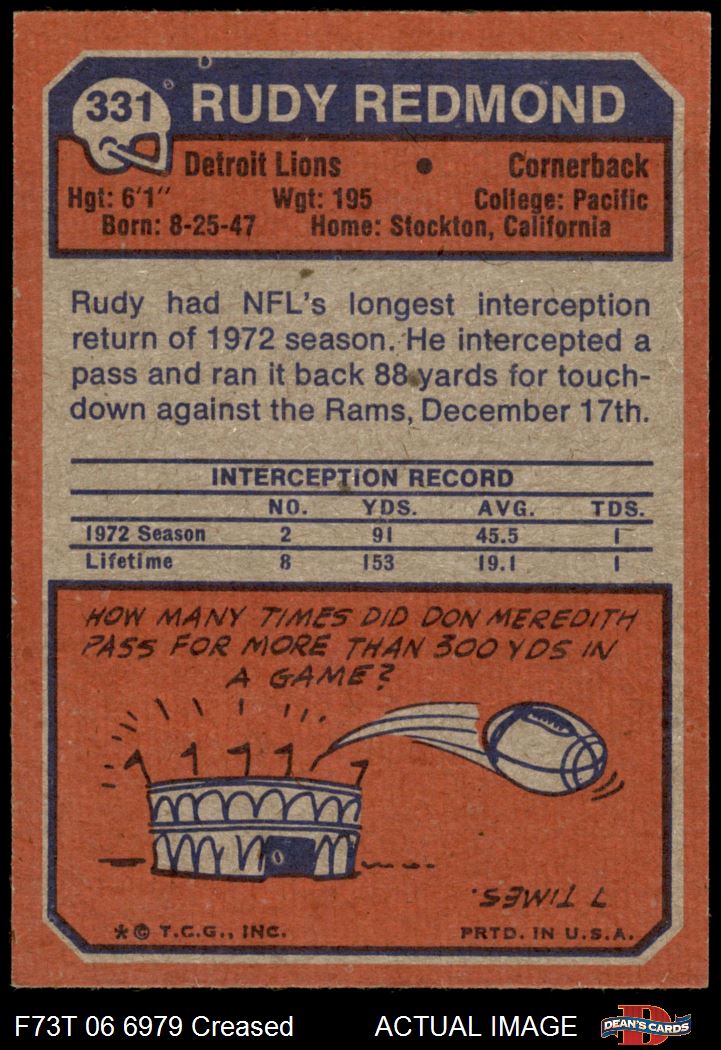 331 RUDY REDMOND
Detroit Lions • Cornerback
Hgt: 6'1" Wgt: 195 College: Pacific
Born: 8-25-47 Home: Stockton, California
Rudy had NFL's longest interception
return of 1972 season. He intercepted a
pass and ran it back 88 yards for touch-
down against the Rams, December 17th.
INTERCEPTION RECORD
NO. YDS. AVG. TDS.
1972 Season 2 91 45.5 1
Lifetime 8 153 19.1 1
HOW MANY TIMES DID DON MEREDITH
PASS FOR MORE THAN 300 YDS IN
A GAME?
7 TIMES.
* © T.C.G., INC. PRTD. IN U.S.A.
F73T 06 6979 Creased ACTUAL IMAGE DEAN'S CARDS